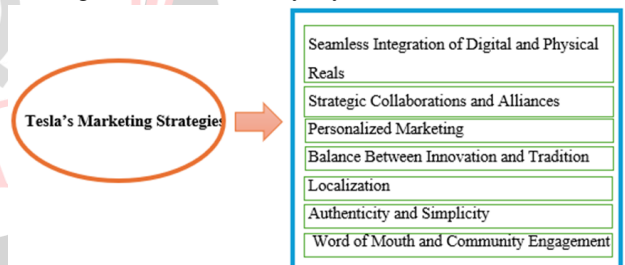 Tesla's Marketing Strategies
Seamless Integration of Digital and Physical
Reals
Strategic Collaborations and Alliances
Personalized Marketing
Balance Between Innovation and Tradition
Localization
Authenticity and Simplicity
Word of Mouth and Community Engagement